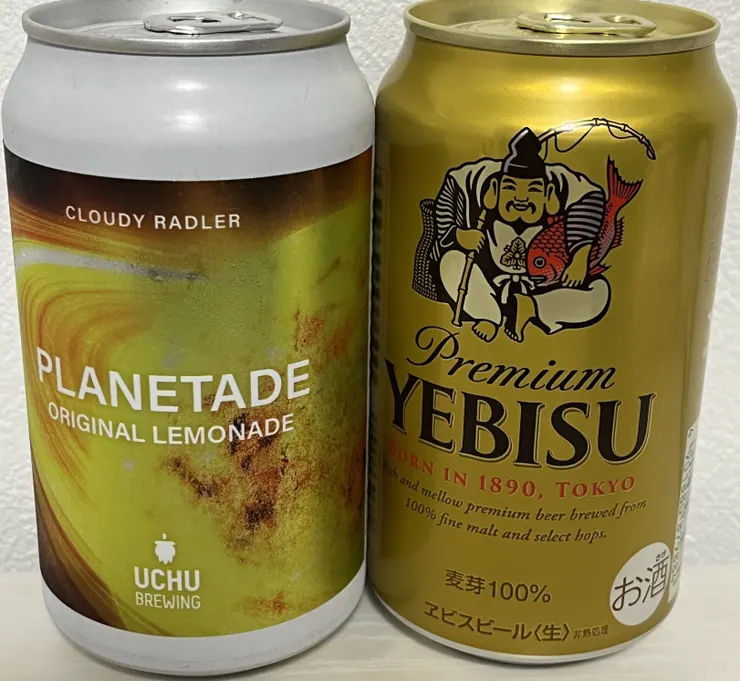 CLOUDY RADLER
PLANETADE
ORIGINAL LEMONADE
UCHU
BREWING
Premium
YEBISU
BORN IN 1890, TOKYO
Rich and mellow premium beer brewed from
100% fine malt and select hops.
麦芽100%
ヱビスビール〈生〉非熱処理
さけ
お酒